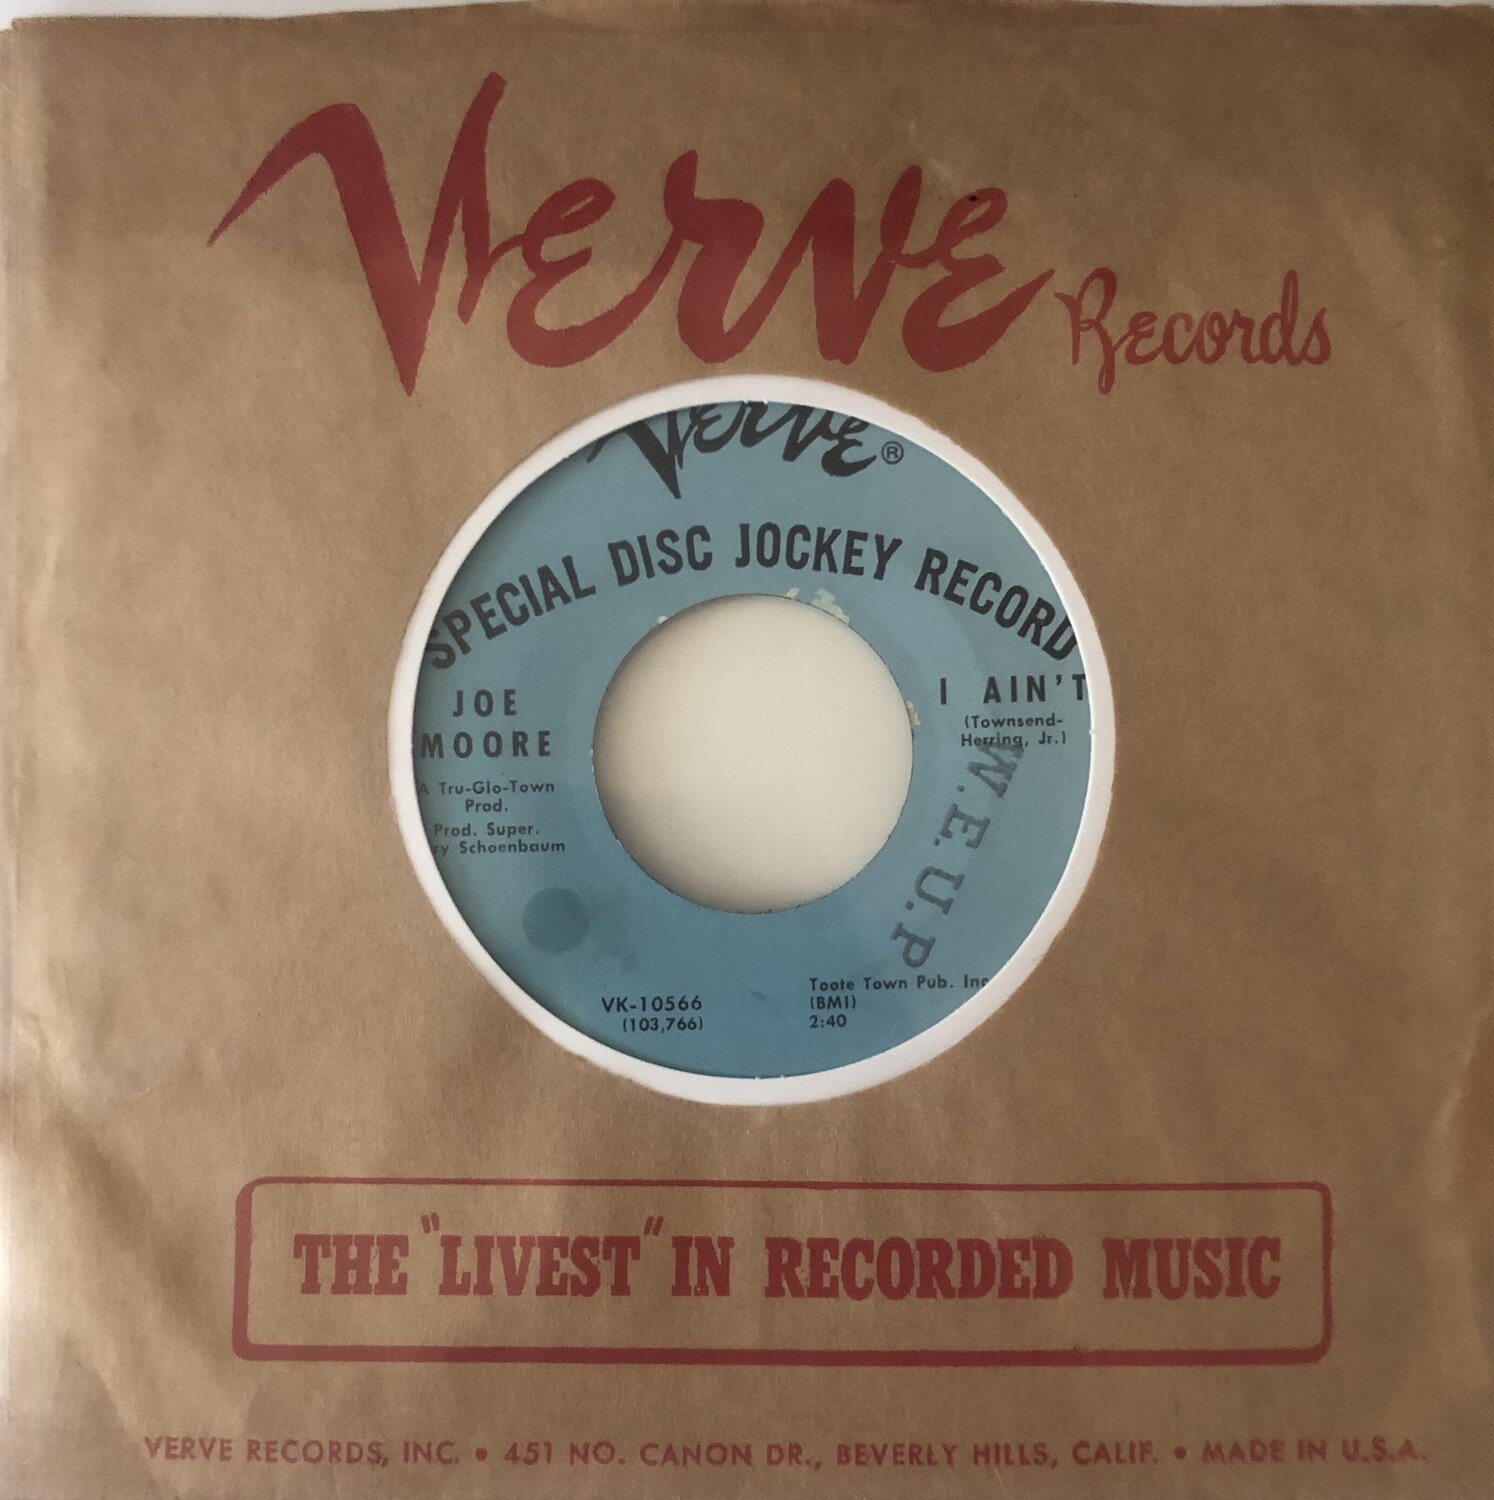 Verve Records
Verve®
SPECIAL DISC JOCKEY RECORD
JOE
MOORE
A Tru-Glo-Town
Prod.
Prod. Super.
ry Schoenbaum
I AIN'T
(Townsend-
Herring, Jr.)
W.E.U.P
VK-10566
(103,766)
Toote Town Pub. Inc
(BMI)
2:40
THE "LIVEST" IN RECORDED MUSIC
VERVE RECORDS, INC. • 451 NO. CANON DR., BEVERLY HILLS, CALIF. • MADE IN U.S.A.